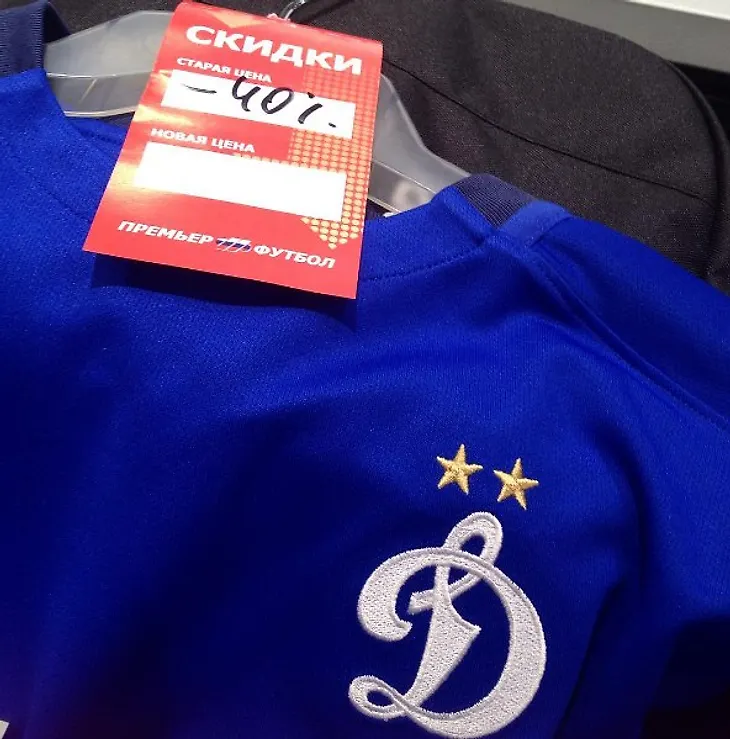 СКИДКИ
СТАРАЯ ЦЕНА
-40%.
НОВАЯ ЦЕНА
ПРЕМЬЕР ФУТБОЛ
Д